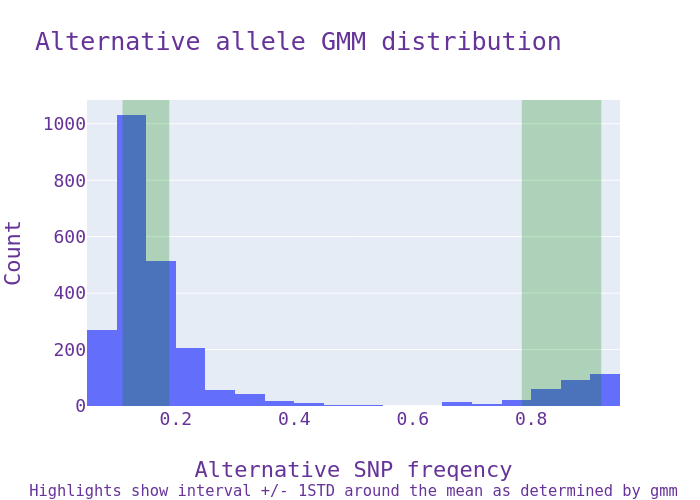 Alternative allele GMM distribution
1000
800
600
400
200
0
Count
0.2
0.4
0.6
0.8
Alternative SNP freqency
Highlights show interval +/- 1STD around the mean as determined by gmm